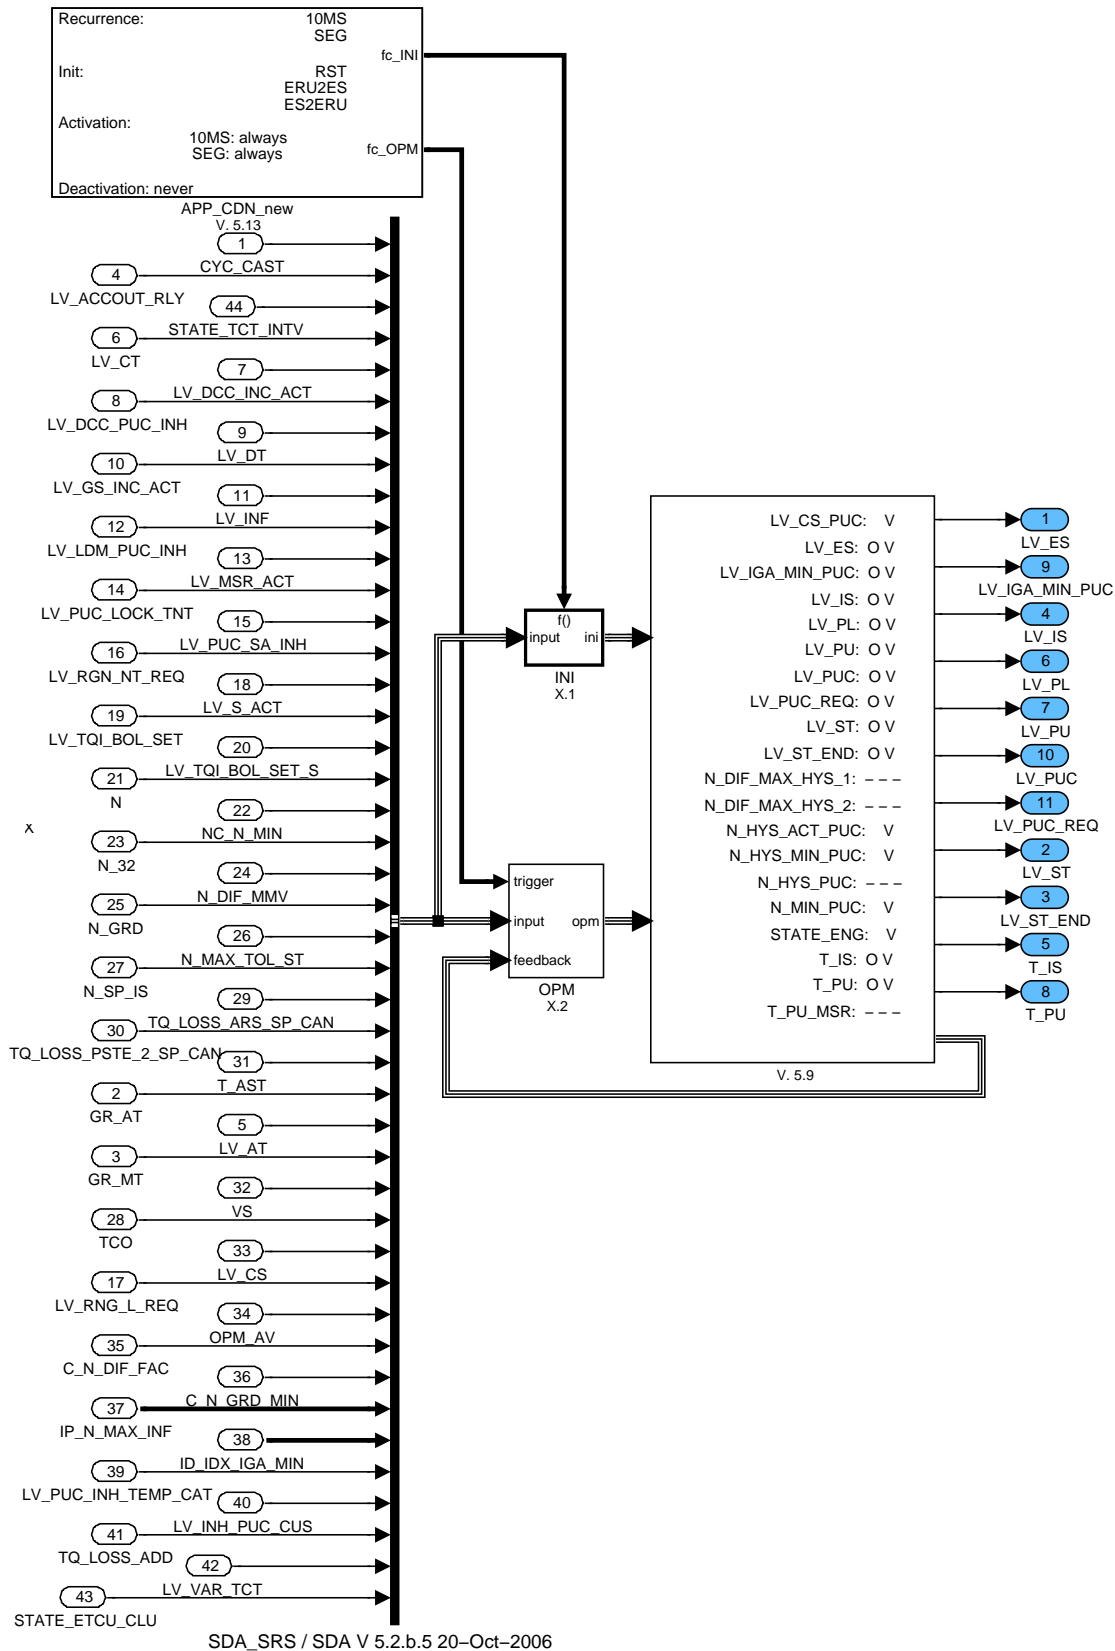 Recurrence: 10MS
SEG
fc_INI
Init: RST
ERU2ES
ES2ERU
Activation:
10MS: always
SEG: always
fc_OPM
Deactivation: never
APP_CDN_new
V. 5.13
1
CYC_CAST
4
LV_ACCOUT_RLY
44
STATE_TCT_INTV
6
LV_CT
7
LV_DCC_INC_ACT
8
LV_DCC_PUC_INH
9
LV_DT
10
LV_GS_INC_ACT
11
LV_INF
12
LV_LDM_PUC_INH
13
LV_MSR_ACT
14
LV_PUC_LOCK_TNT
15
LV_PUC_SA_INH
16
LV_RGN_NT_REQ
18
LV_S_ACT
19
LV_TQI_BOL_SET
20
LV_TQI_BOL_SET_S
21
N
22
X
NC_N_MIN
23
N_32
24
N_DIF_MMV
25
N_GRD
26
N_MAX_TOL_ST
27
N_SP_IS
29
TQ_LOSS_ARS_SP_CAN
30
TQ_LOSS_PSTE_2_SP_CAN
31
T_AST
2
GR_AT
5
LV_AT
3
GR_MT
32
VS
28
TCO
33
LV_CS
17
LV_RNG_L_REQ
34
OPM_AV
35
C_N_DIF_FAC
36
C_N_GRD_MIN
37
IP_N_MAX_INF
38
ID_IDX_IGA_MIN
39
LV_PUC_INH_TEMP_CAT
40
LV_INH_PUC_CUS
41
TQ_LOSS_ADD
42
LV_VAR_TCT
43
STATE_ETCU_CLU
f()
input ini
INI
X.1
trigger
input opm
feedback
OPM
X.2
LV_CS_PUC: V
LV_ES: O V
LV_IGA_MIN_PUC: O V
LV_IS: O V
LV_PL: O V
LV_PU: O V
LV_PUC: O V
LV_PUC_REQ: O V
LV_ST: O V
LV_ST_END: O V
N_DIF_MAX_HYS_1: – – –
N_DIF_MAX_HYS_2: – – –
N_HYS_ACT_PUC: V
N_HYS_MIN_PUC: V
N_HYS_PUC: – – –
N_MIN_PUC: V
STATE_ENG: V
T_IS: O V
T_PU: O V
T_PU_MSR: – – –
V. 5.9
1
LV_ES
9
LV_IGA_MIN_PUC
4
LV_IS
6
LV_PL
7
LV_PU
10
LV_PUC
11
LV_PUC_REQ
2
LV_ST
3
LV_ST_END
5
T_IS
8
T_PU
SDA_SRS / SDA V 5.2.b.5 20–Oct–2006